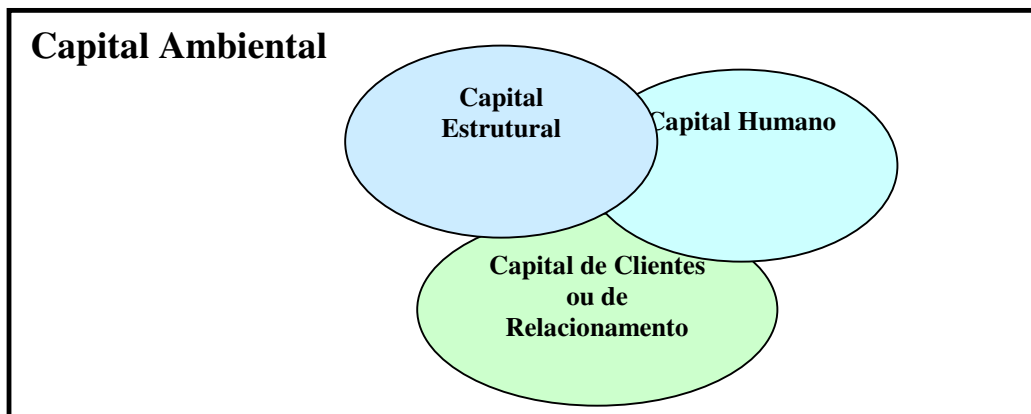 Capital Ambiental
Capital
Estrutural
Capital Humano
Capital de Clientes
ou de
Relacionamento